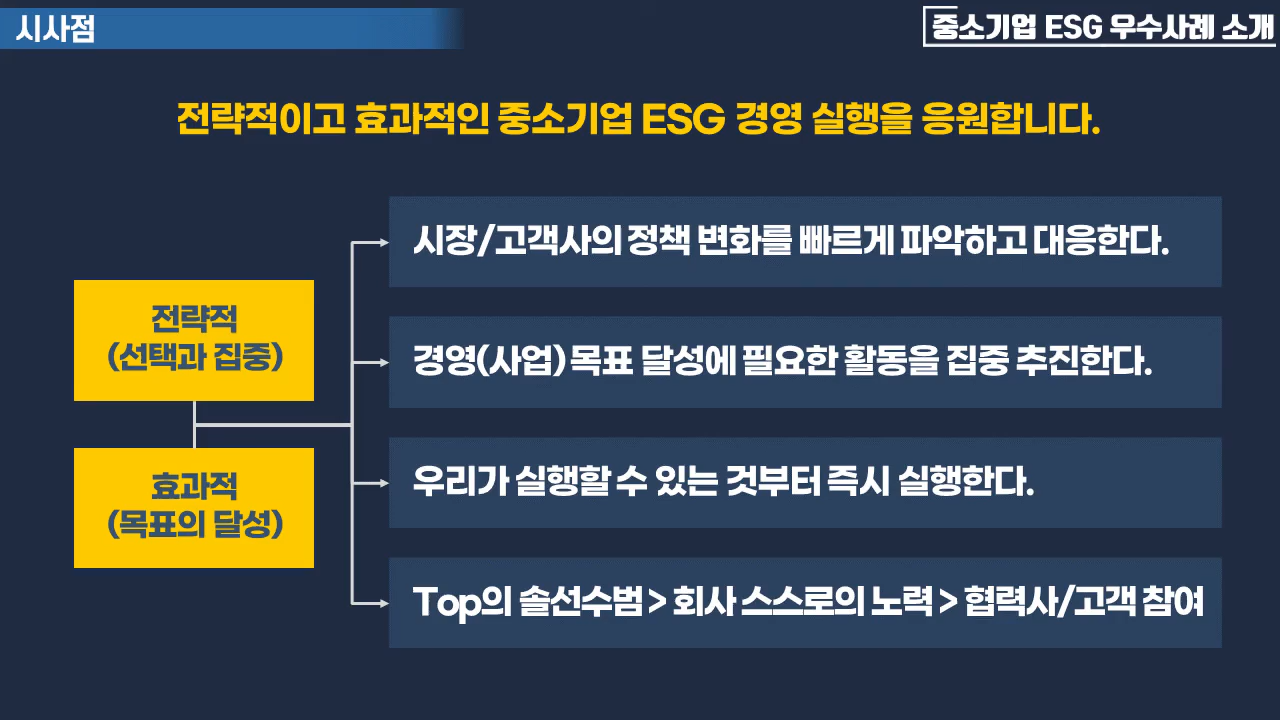 시사점
중소기업 ESG 우수사례 소개
전략적이고 효과적인 중소기업 ESG 경영 실행을 응원합니다.
전략적
(선택과 집중)
효과적
(목표의 달성)
시장/고객사의 정책 변화를 빠르게 파악하고 대응한다.
경영(사업) 목표 달성에 필요한 활동을 집중 추진한다.
우리가 실행할 수 있는 것부터 즉시 실행한다.
Top의 솔선수범 > 회사 스스로의 노력 > 협력사/고객 참여